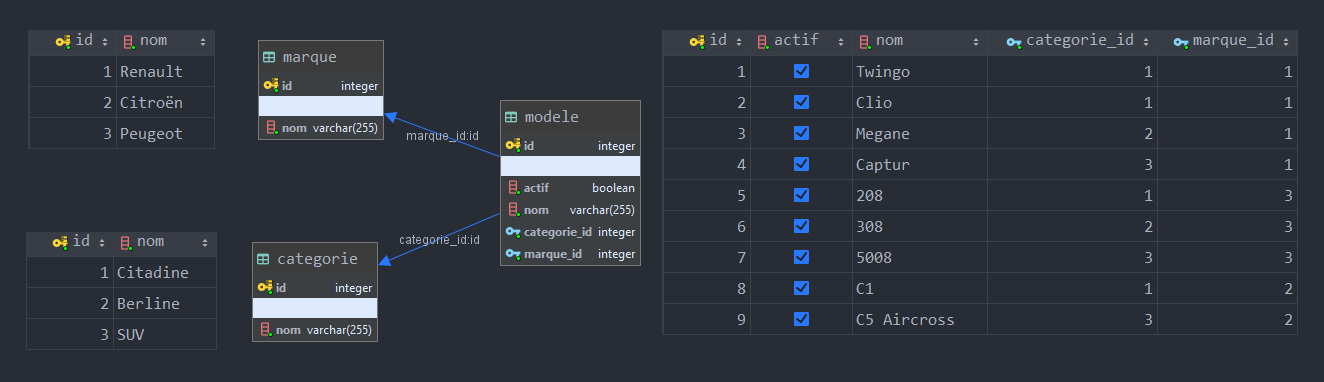 id nom
1 Renault
2 Citroën
3 Peugeot
id nom
1 Citadine
2 Berline
3 SUV
marque
id integer
nom varchar(255)
categorie
id integer
nom varchar(255)
marque_id:id
categorie_id:id
modele
id integer
actif boolean
nom varchar(255)
categorie_id integer
marque_id integer
id actif nom categorie_id marque_id
1 Twingo 1 1
2 Clio 1 1
3 Megane 2 1
4 Captur 3 1
5 208 1 3
6 308 2 3
7 5008 3 3
8 C1 1 2
9 C5 Aircross 3 2